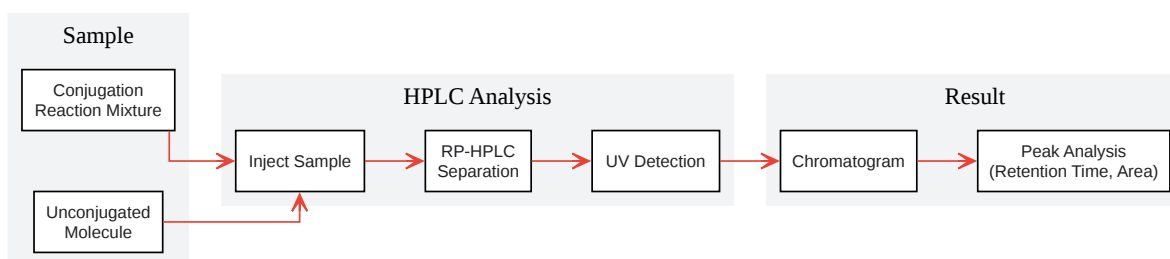 Sample
Conjugation
Reaction Mixture
Unconjugated
Molecule
HPLC Analysis
Inject Sample
RP-HPLC
Separation
UV Detection
Result
Chromatogram
Peak Analysis
(Retention Time, Area)